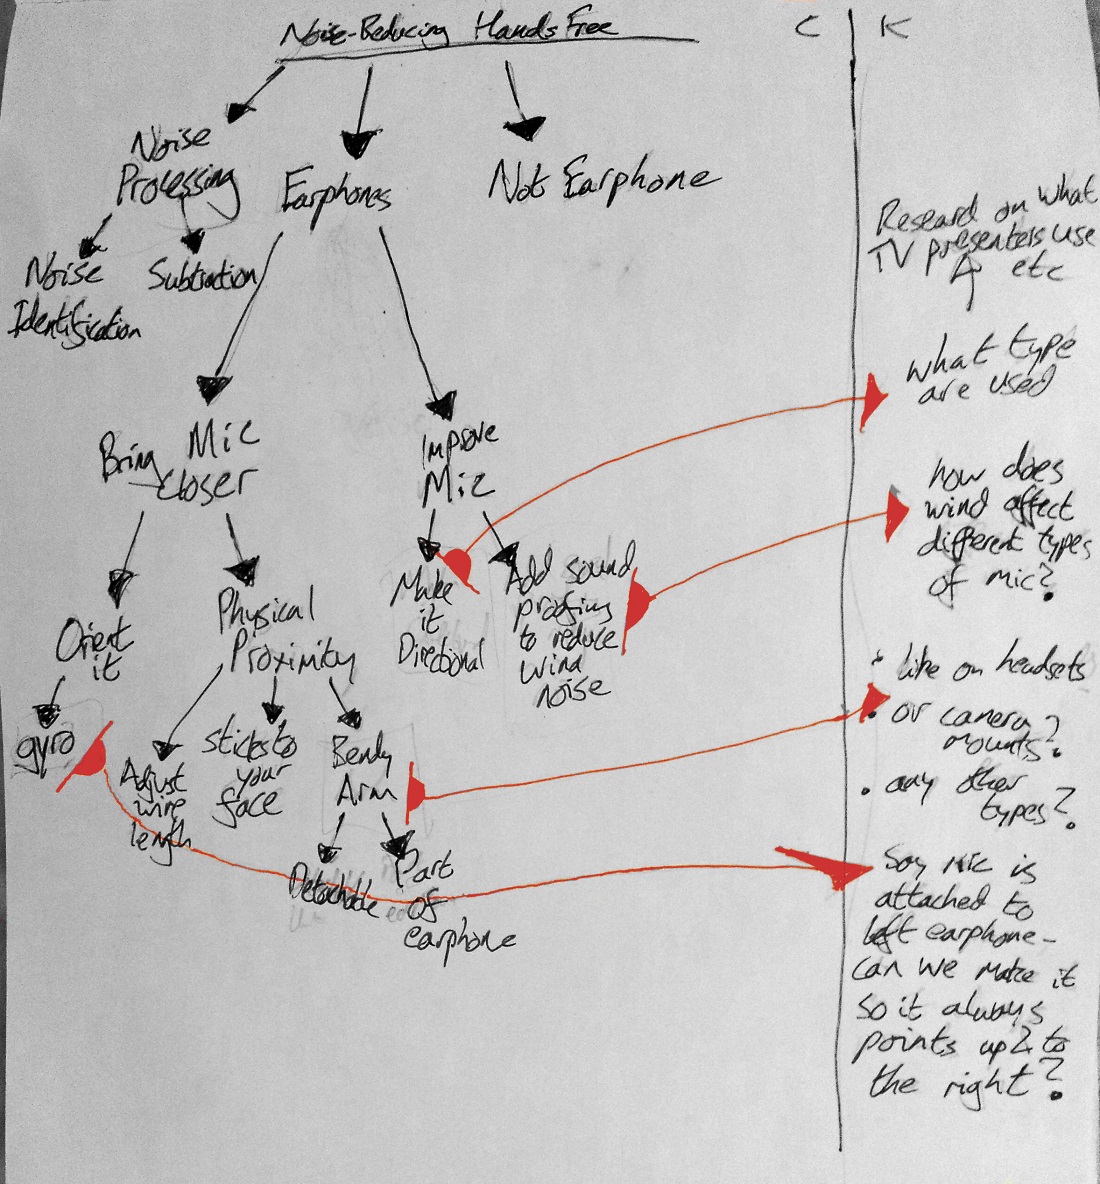 Noise-Reducing Hands Free
C
K
Noise
Processing
Earphones
Not Earphone
Noise
Identification
Subtraction
Bring Mic
closer
Improve
Mic
Orient
it
Physical
Proximity
Make
it
Directional
Add sound
proofing
to reduce
wind
noise
gyro
Adjust
wire
length
sticks to
your
face
Bendy
Arm
Detachable
Part
of
earphone
Research on what
TV presenters use
etc
what type
are used
how does
wind affect
different types
of mic?
• like on headsets
• or camera
mounts?
• any other
types?
Say mic is
attached to
left earphone -
can we make it
so it always
points up & to
the right?